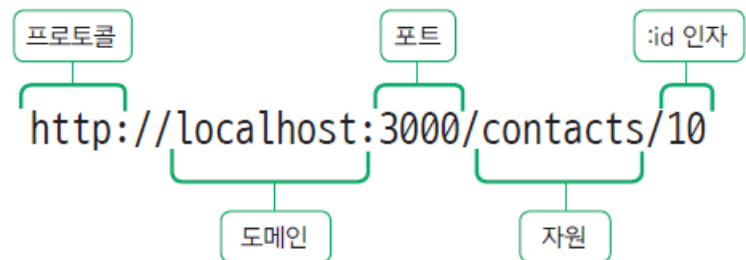 프로토콜 포트 :id 인자
http://localhost:3000/contacts/10
도메인 자원